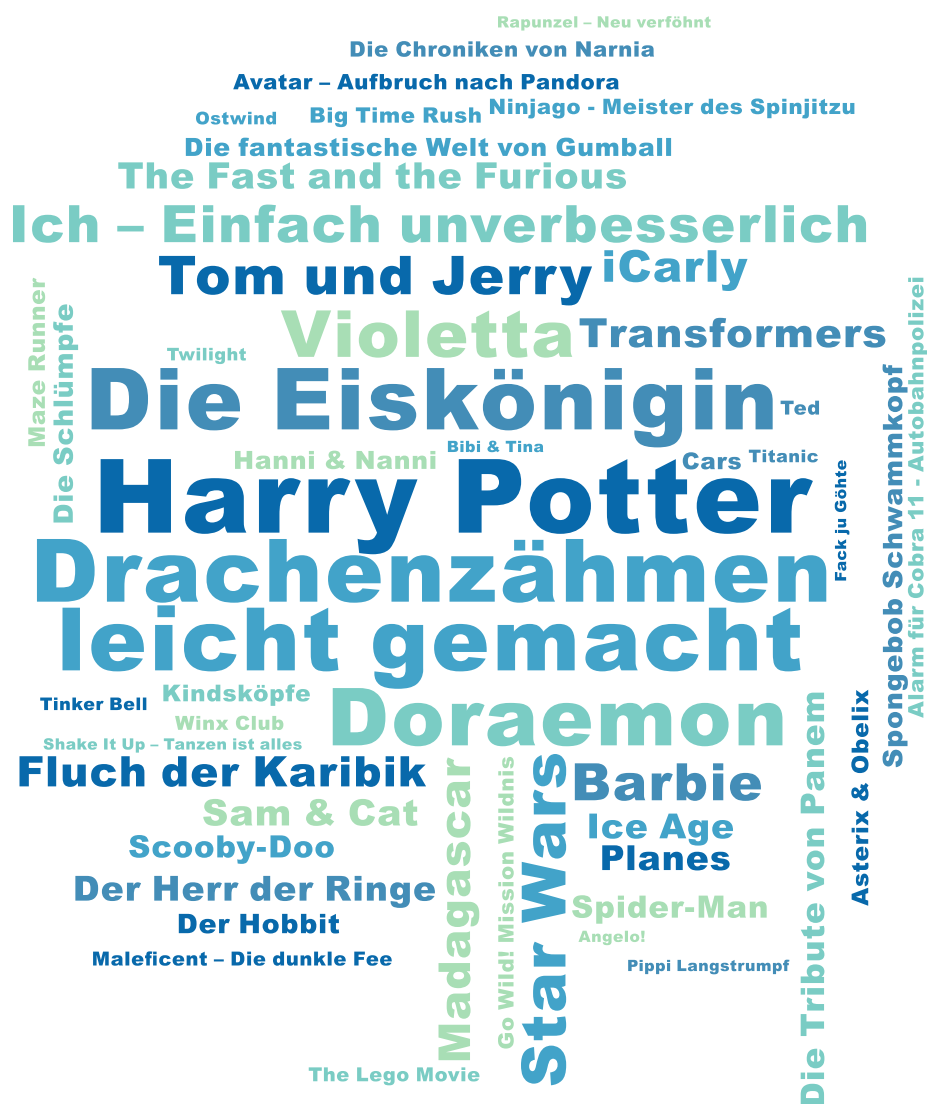 Rapunzel – Neu verföhnt
Die Chroniken von Narnia
Avatar – Aufbruch nach Pandora
Ninjago - Meister des Spinjitzu
Ostwind
Big Time Rush
Die fantastische Welt von Gumball
The Fast and the Furious
Ich – Einfach unverbesserlich
Tom und Jerry
iCarly
Maze Runner
Die Schlümpfe
Violetta
Transformers
Twilight
Die Eiskönigin
Ted
Bibi & Tina
Hanni & Nanni
Cars
Titanic
Harry Potter
Fack ju Göhte
Spongebob Schwammkopf
Alarm für Cobra 11 - Autobahnpolizei
Drachenzähmen
leicht gemacht
Tinker Bell
Kindsköpfe
Winx Club
Shake It Up – Tanzen ist alles
Doraemon
Fluch der Karibik
Barbie
Sam & Cat
Ice Age
Scooby-Doo
Planes
Der Herr der Ringe
Spider-Man
Der Hobbit
Angelo!
Maleficent – Die dunkle Fee
Pippi Langstrumpf
Madagascar
Go Wild! Mission Wildnis
Star Wars
Die Tribute von Panem
Asterix & Obelix
The Lego Movie